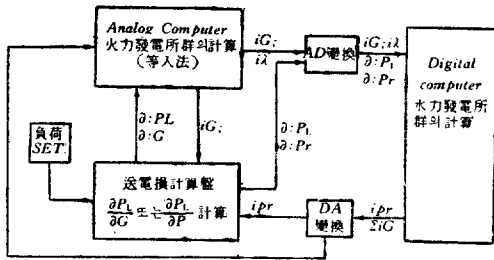 Analog Computer
火力發電所群의計算
(等入法)
iG;
iλ
AD變換
iG; iλ
∂:PL
∂:Pr
Digital
computer
水力發電所
群의計算
∂:PL
∂:G
iG;
∂:PL
∂:Pr
負荷
SET
送電損計算盤
∂PL/∂G 또는 ∂PL/∂P 計算
ipr
DA
變換
ipr
ΣiG